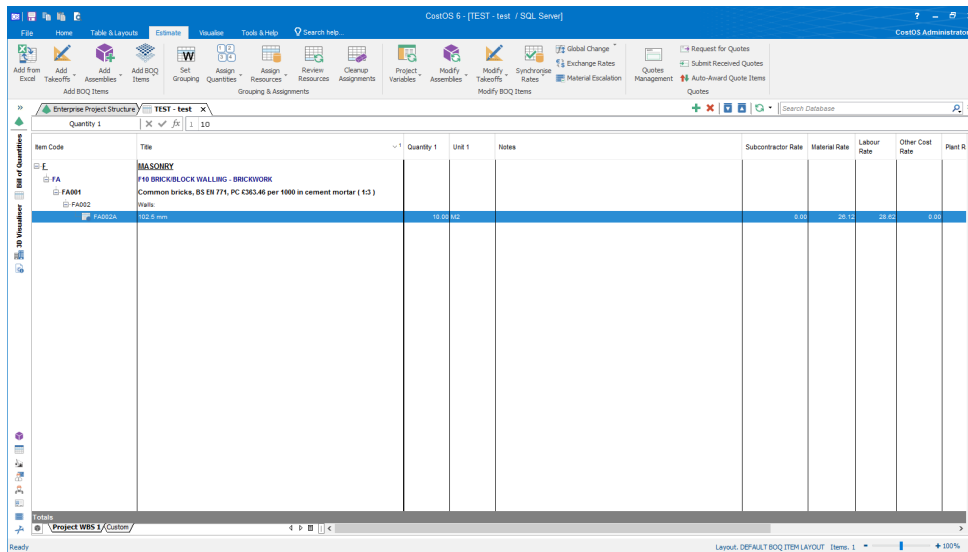 CostOS 6 - [TEST - test / SQL Server]
File Home Table & Layouts Estimate Visualise Tools & Help Search help... CostOS Administrator
Add from Excel
Add Takeoffs
Add Assemblies
Add BOQ Items
Set Grouping
Assign Quantities
Assign Resources
Review Resources
Cleanup Assignments
Project Variables
Modify Assemblies
Modify Takeoffs
Synchronise Rates
Global Change
Exchange Rates
Material Escalation
Quotes Management
Request for Quotes
Submit Received Quotes
Auto-Award Quote Items
Add BOQ Items Grouping & Assignments Modify BOQ Items Quotes
Enterprise Project Structure TEST - test X Search Database
Quantity 1 fx 1 10
Bill of Quantities
3D Visualiser
Item Code Title 1 Quantity 1 Unit 1 Notes Subcontractor Rate Material Rate Labour Rate Other Cost Rate Plant R
F MASONRY
FA F10 BRICK/BLOCK WALLING - BRICKWORK
FA001 Common bricks, BS EN 771, PC £363.46 per 1000 in cement mortar ( 1:3 )
FA002 Walls:
FA002A 102.5 mm 10.00 M2 0.00 26.12 28.62 0.00
Totals
Project WBS 1 Custom
Ready Layout. DEFAULT BOQ ITEM LAYOUT Items. 1 100%